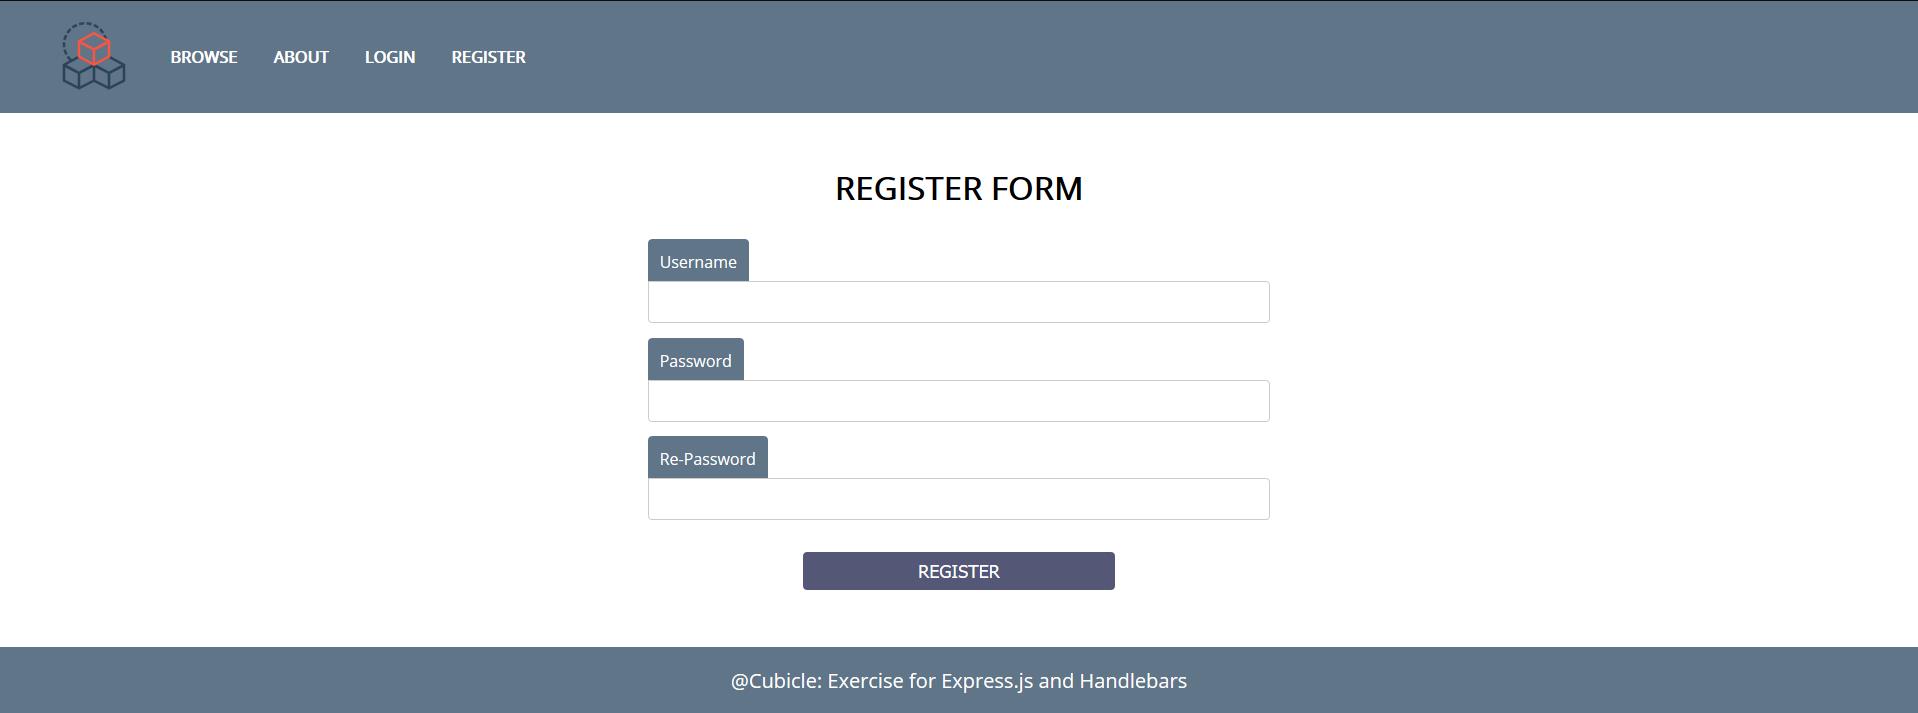 BROWSE ABOUT LOGIN REGISTER
REGISTER FORM
Username
Password
Re-Password
REGISTER
@Cubicle: Exercise for Express.js and Handlebars